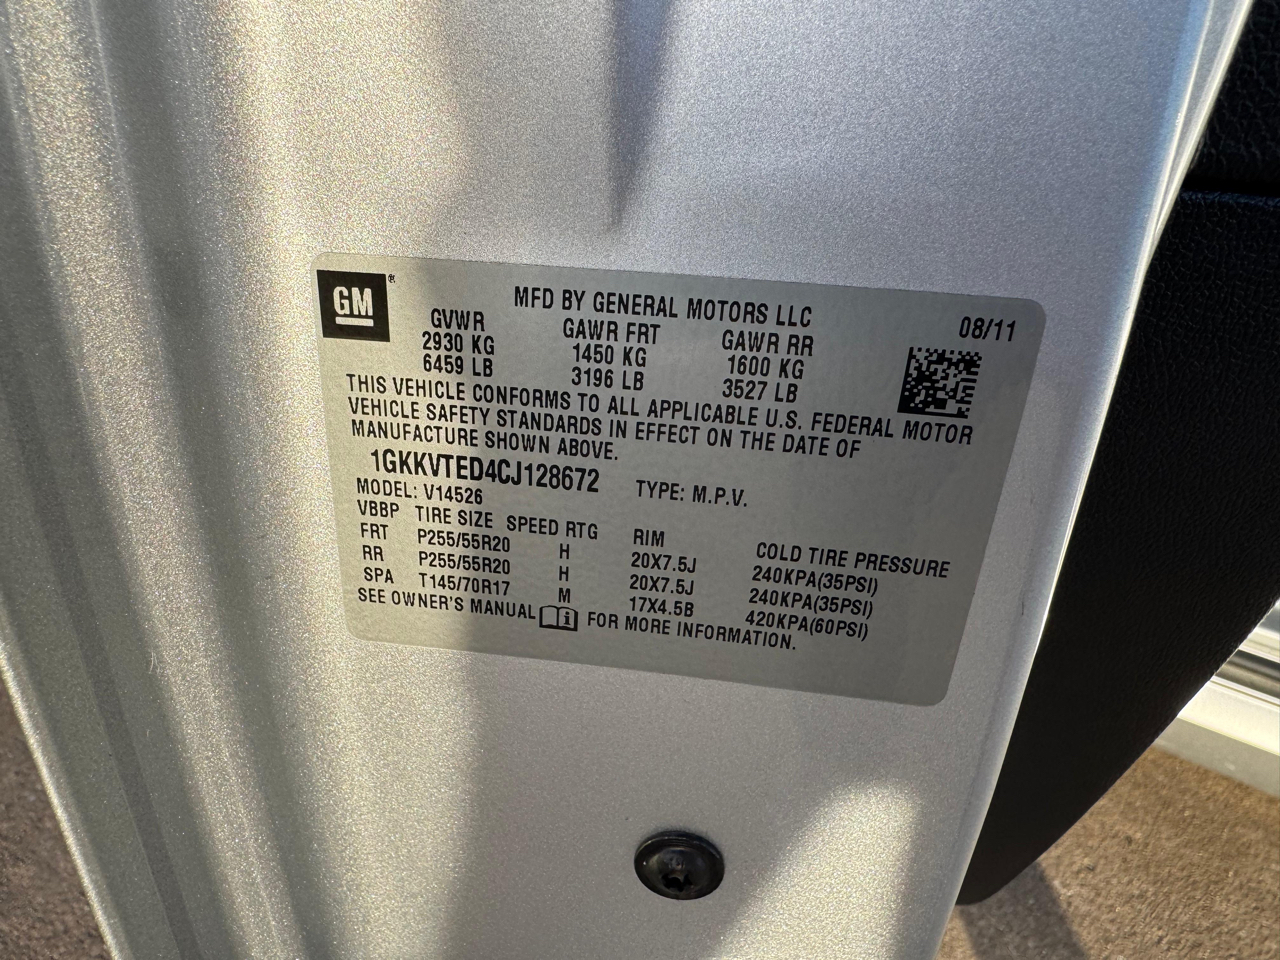 GM®
MFD BY GENERAL MOTORS LLC 08/11
GVWR GAWR FRT GAWR RR
2930 KG 1450 KG 1600 KG
6459 LB 3196 LB 3527 LB
THIS VEHICLE CONFORMS TO ALL APPLICABLE U.S. FEDERAL MOTOR
VEHICLE SAFETY STANDARDS IN EFFECT ON THE DATE OF
MANUFACTURE SHOWN ABOVE.
1GKKVTED4CJ128672 TYPE: M.P.V.
MODEL: V14526
VBBP TIRE SIZE SPEED RTG RIM COLD TIRE PRESSURE
FRT P255/55R20 H 20X7.5J 240KPA(35PSI)
RR P255/55R20 H 20X7.5J 240KPA(35PSI)
SPA T145/70R17 M 17X4.5B 420KPA(60PSI)
SEE OWNER'S MANUAL i FOR MORE INFORMATION.